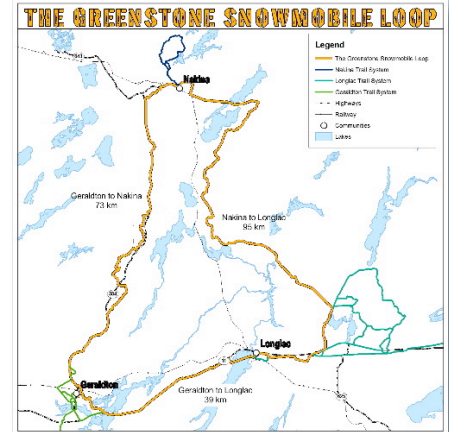 THE GREENSTONE SNOWMOBILE LOOP
Legend
The Greenstone Snowmobile Loop
Nakina Trail System
Longlac Trail System
Geraldton Trail System
Highways
Railway
Communities
Lakes
Nakina
Geraldton to Nakina
73 km
Nakina to Longlac
95 km
Longlac
Geraldton
Geraldton to Longlac
39 km